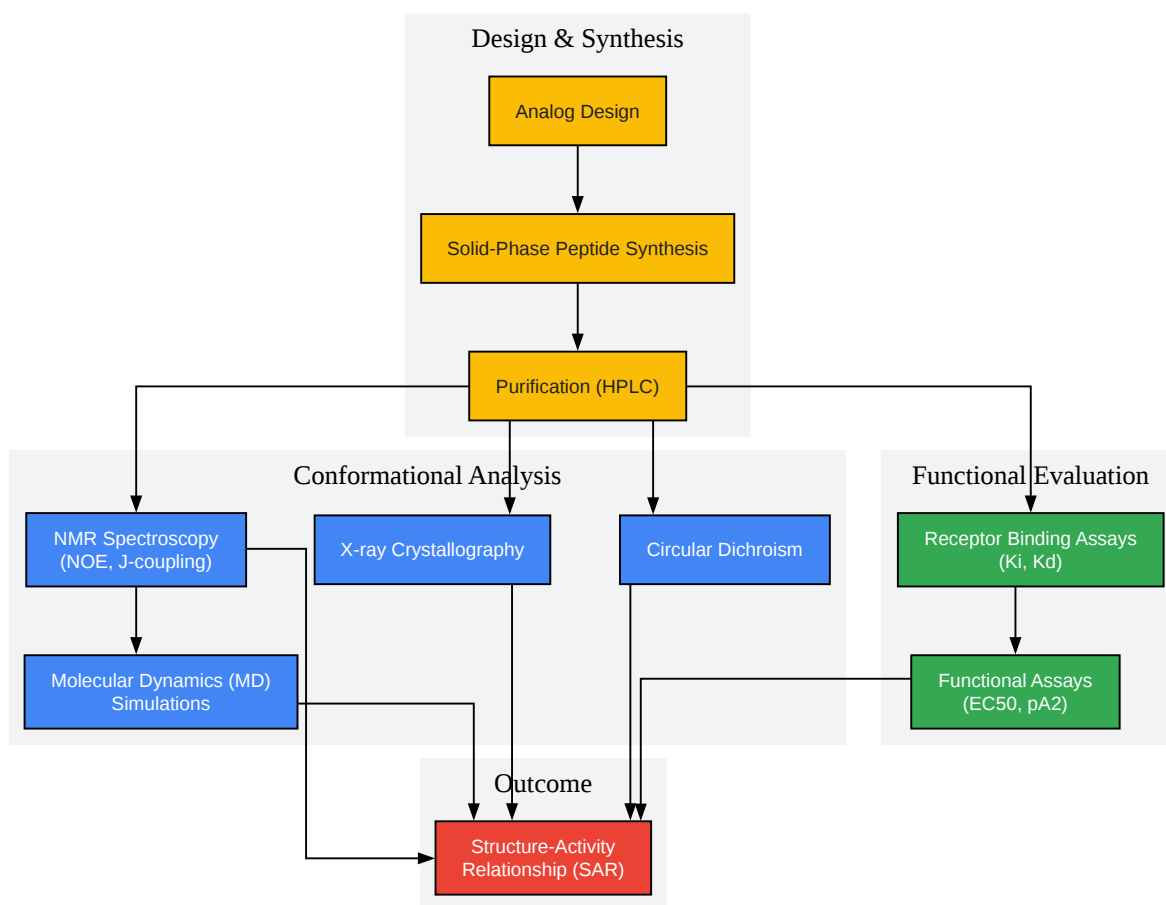 Design & Synthesis
Analog Design
Solid-Phase Peptide Synthesis
Purification (HPLC)
Conformational Analysis
Functional Evaluation
NMR Spectroscopy
(NOE, J-coupling)
X-ray Crystallography
Circular Dichroism
Receptor Binding Assays
(Ki, Kd)
Molecular Dynamics (MD)
Simulations
Functional Assays
(EC50, pA2)
Outcome
Structure-Activity
Relationship (SAR)